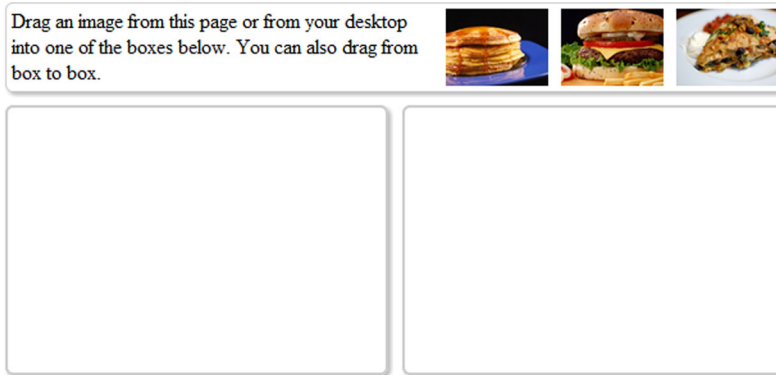 Drag an image from this page or from your desktop
into one of the boxes below. You can also drag from
box to box.